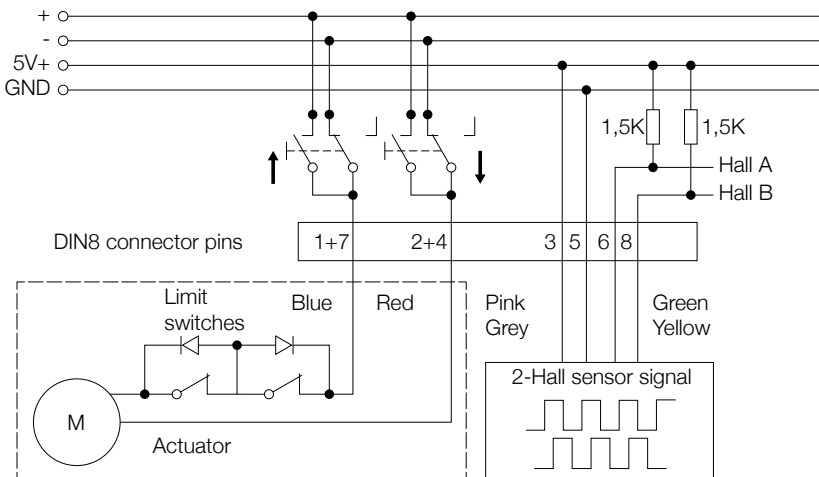 +
-
5V+
GND
1,5K 1,5K
Hall A
Hall B
DIN8 connector pins 1+7 2+4 3 5 6 8
Limit switches
Blue Red
Pink Grey
Green Yellow
2-Hall sensor signal
M
Actuator